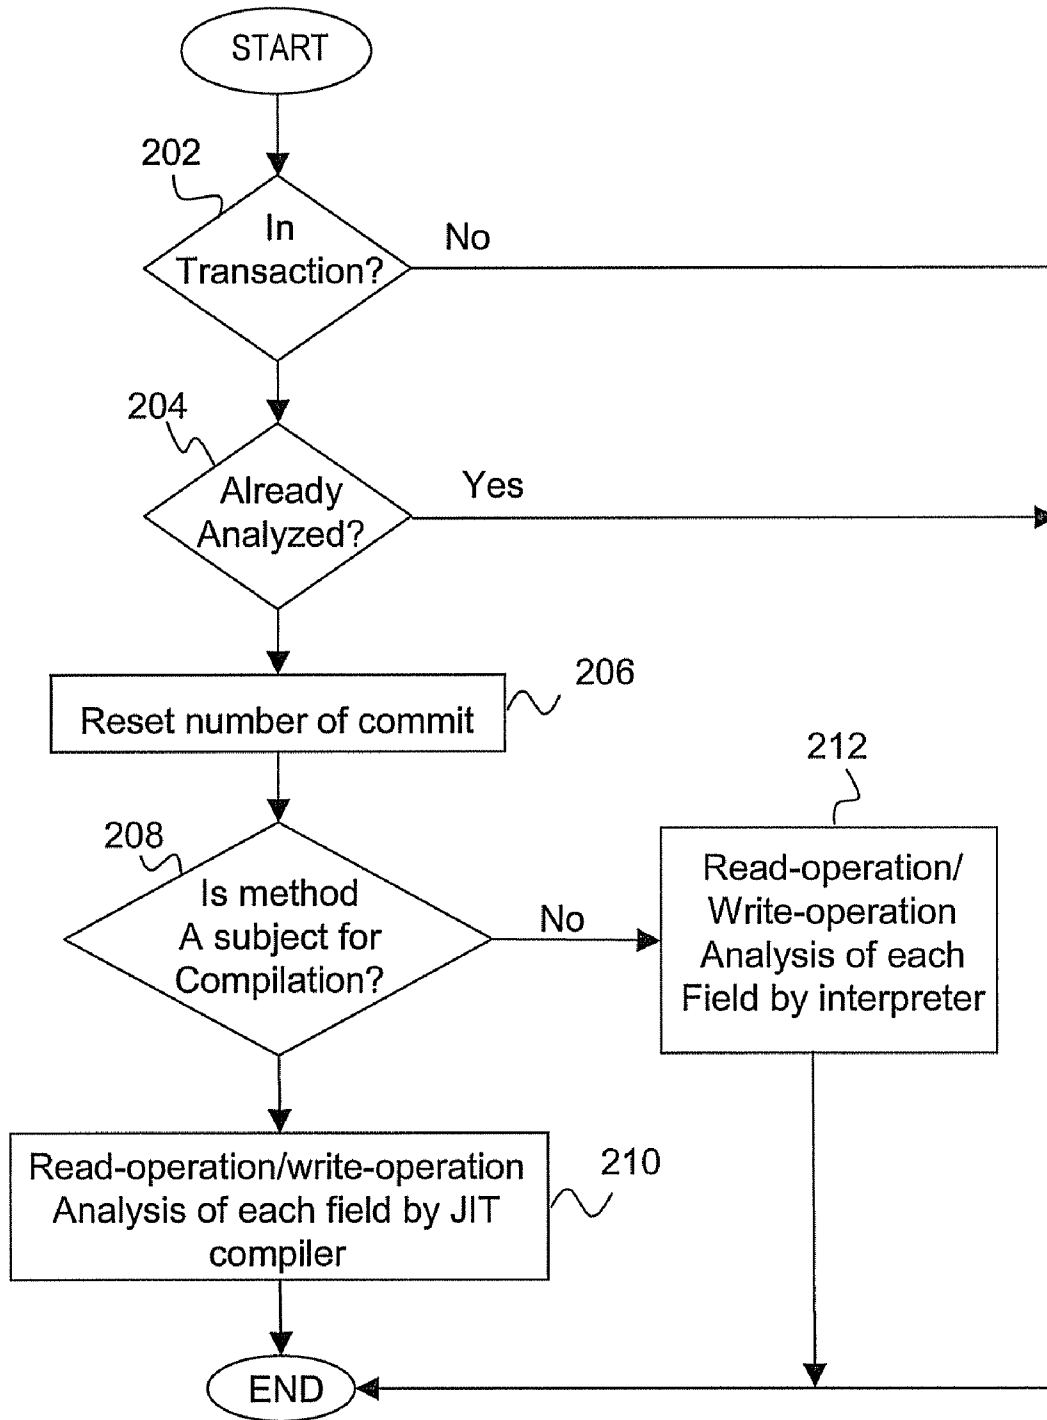 START
202
In
Transaction?
No
204
Already
Analyzed?
Yes
206
Reset number of commit
212
208
Is method
A subject for
Compilation?
No
Read-operation/
Write-operation
Analysis of each
Field by interpreter
Read-operation/write-operation
Analysis of each field by JIT
compiler
210
END